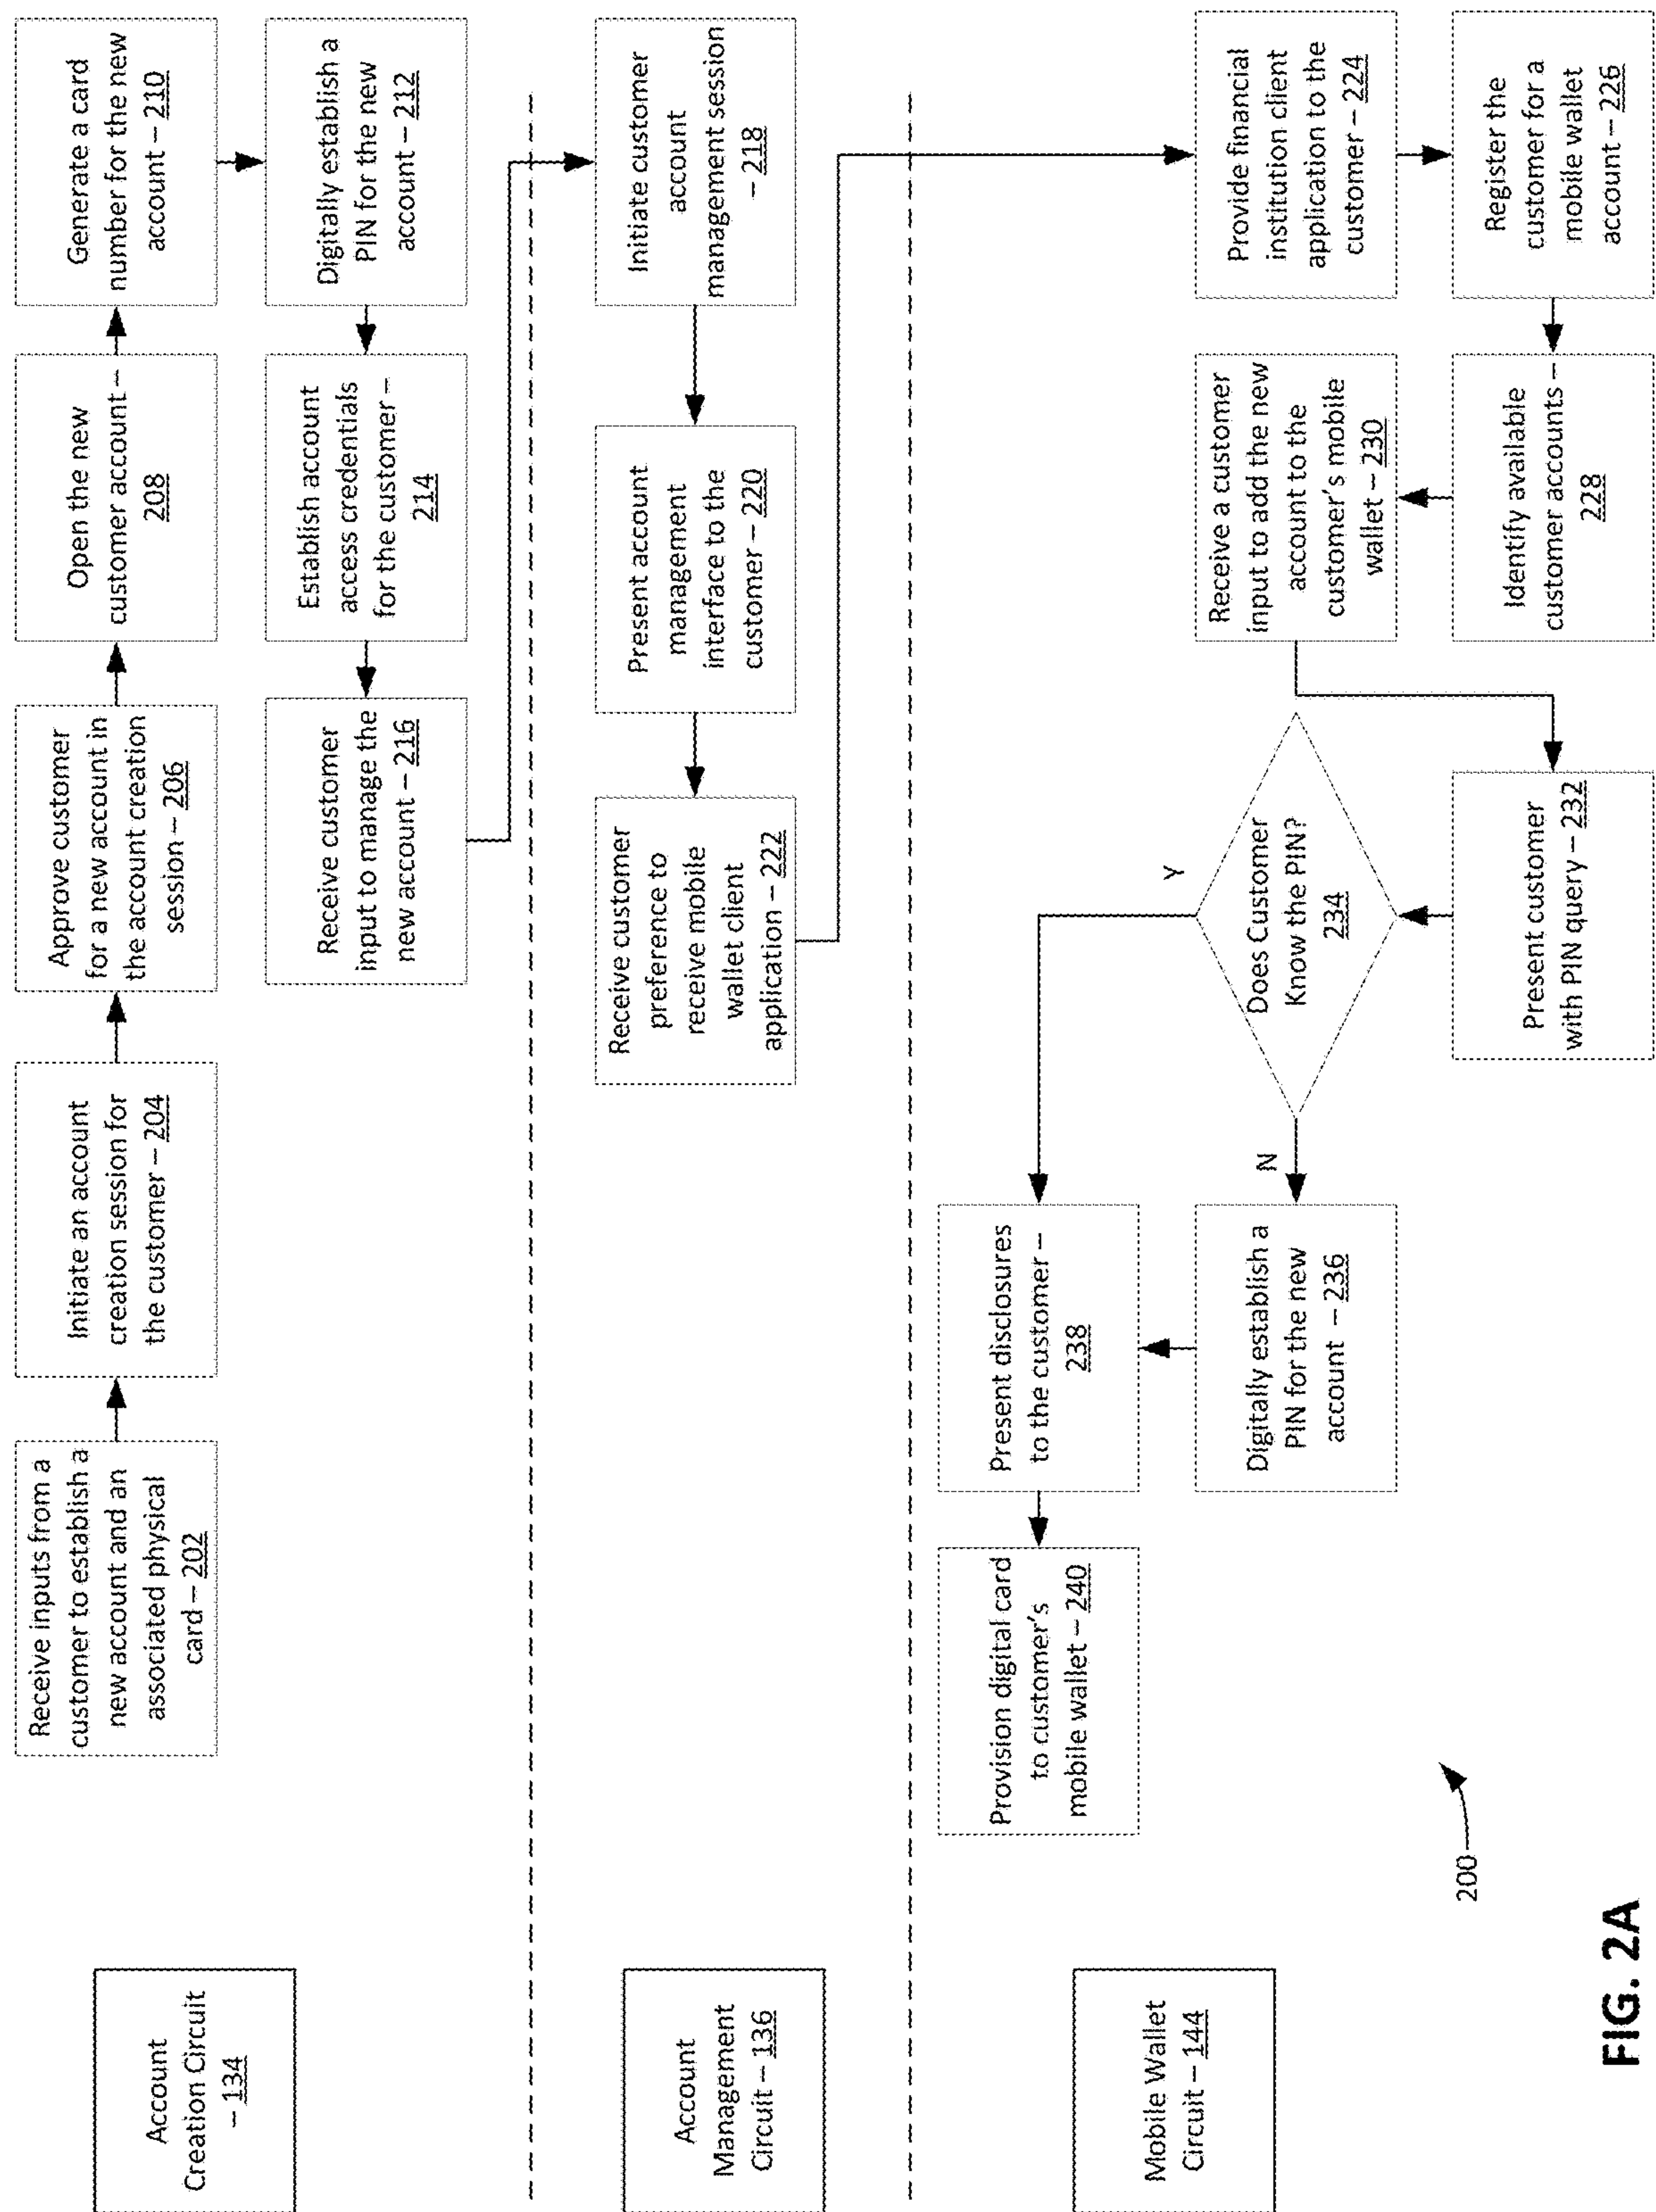 Account
Creation Circuit
– 134
Receive inputs from a
customer to establish a
new account and an
associated physical
card – 202
Initiate an account
creation session for
the customer – 204
Approve customer
for a new account in
the account creation
session – 206
Open the new
customer account –
208
Generate a card
number for the new
account – 210
Digitally establish a
PIN for the new
account – 212
Establish account
access credentials
for the customer –
214
Receive customer
input to manage the
new account – 216
Account
Management
Circuit – 136
Initiate customer
account
management session
– 218
Present account
management
interface to the
customer – 220
Receive customer
preference to
receive mobile
wallet client
application – 222
Mobile Wallet
Circuit – 144
Provide financial
institution client
application to the
customer – 224
Register the
customer for a
mobile wallet
account – 226
Identify available
customer accounts –
228
Receive a customer
input to add the new
account to the
customer's mobile
wallet – 230
Present customer
with PIN query – 232
Does Customer
Know the PIN?
234
Y
N
Digitally establish a
PIN for the new
account – 236
Present disclosures
to the customer –
238
Provision digital card
to customer's
mobile wallet – 240
200
FIG. 2A